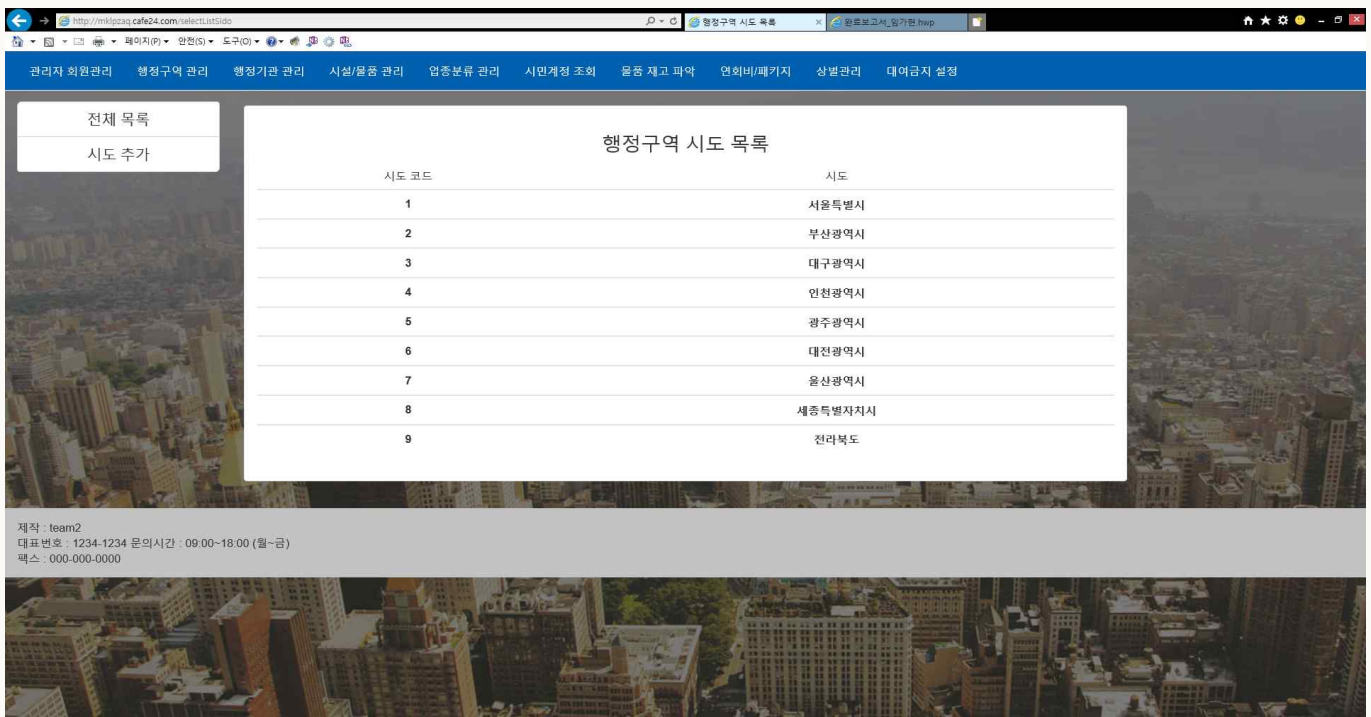 http://mklpzaq.cafe24.com/selectListSido
행정구역 시도 목록
완료보고서_임가현.hwp
페이지(P) 안전(S) 도구(O)
관리자 회원관리 행정구역 관리 행정기관 관리 시설/물품 관리 업종분류 관리 시민계정 조회 물품 재고 파악 연회비/패키지 상벌관리 대여금지 설정
전체 목록
시도 추가
행정구역 시도 목록
시도 코드 시도
1 서울특별시
2 부산광역시
3 대구광역시
4 인천광역시
5 광주광역시
6 대전광역시
7 울산광역시
8 세종특별자치시
9 전라북도
제작 : team2
대표번호 : 1234-1234 문의시간 : 09:00~18:00 (월~금)
팩스 : 000-000-0000